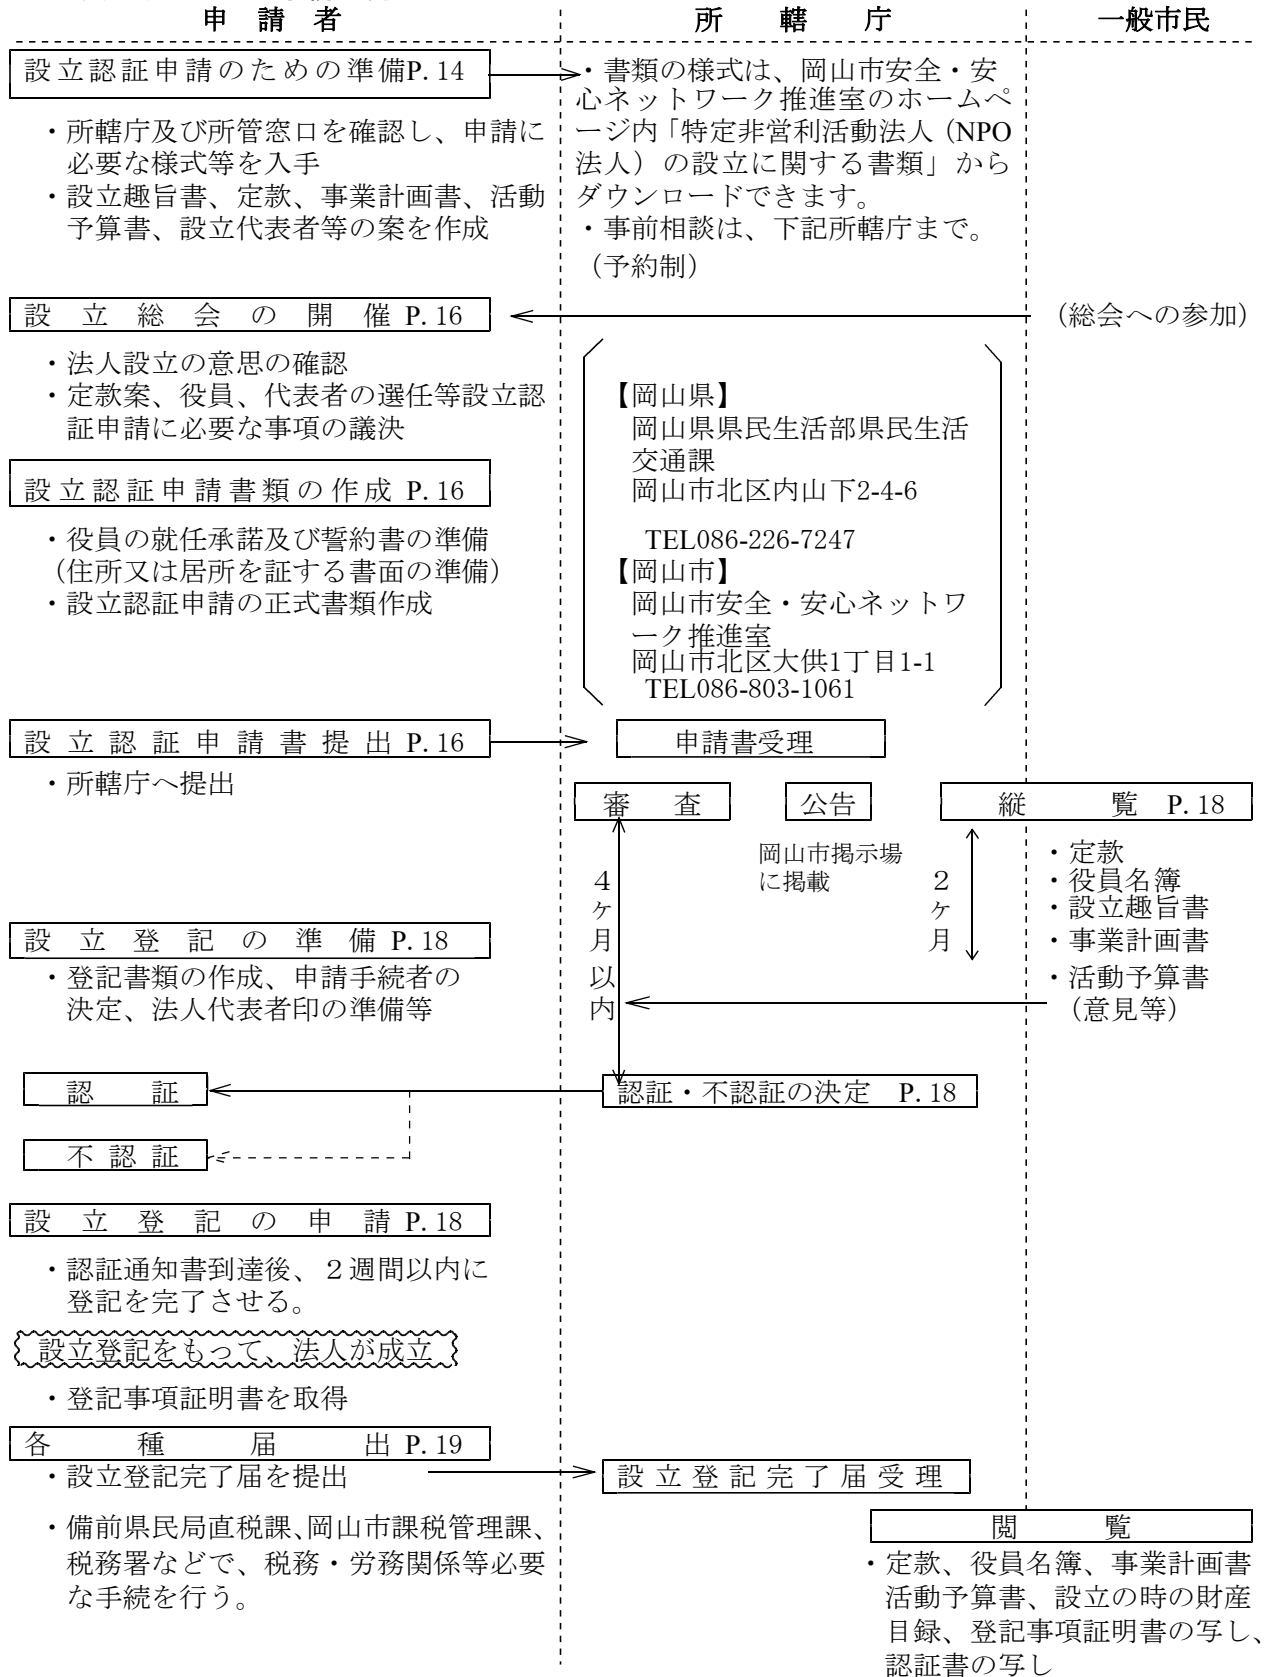 申請者
所轄庁
一般市民
設立認証申請のための準備P.14
・所轄庁及び所管窓口を確認し、申請に
必要な様式等を入手
・設立趣旨書、定款、事業計画書、活動
予算書、設立代表者等の案を作成
・書類の様式は、岡山市安全・安
心ネットワーク推進室のホームペ
ージ内「特定非営利活動法人（NPO
法人）の設立に関する書類」から
ダウンロードできます。
・事前相談は、下記所轄庁まで。
（予約制）
設立総会の開催 P.16
（総会への参加）
・法人設立の意思の確認
・定款案、役員、代表者の選任等設立認
証申請に必要な事項の議決
設立認証申請書類の作成 P.16
・役員の就任承諾及び誓約書の準備
（住所又は居所を証する書面の準備）
・設立認証申請の正式書類作成
【岡山県】
岡山県県民生活部県民生活
交通課
岡山市北区内山下2-4-6
TEL086-226-7247
【岡山市】
岡山市安全・安心ネットワ
ーク推進室
岡山市北区大供1丁目1-1
TEL086-803-1061
設立認証申請書提出 P.16
・所轄庁へ提出
申請書受理
審査
公告
縦覧 P.18
岡山市掲示場
に掲載
4ヶ月以内
2ヶ月
・定款
・役員名簿
・設立趣旨書
・事業計画書
・活動予算書
（意見等）
設立登記の準備 P.18
・登記書類の作成、申請手続者の
決定、法人代表者印の準備等
認証
認証・不認証の決定 P.18
不認証
設立登記の申請 P.18
・認証通知書到達後、２週間以内に
登記を完了させる。
設立登記をもって、法人が成立
・登記事項証明書を取得
各種届出 P.19
・設立登記完了届を提出
設立登記完了届受理
・備前県民局直税課、岡山市課税管理課、
税務署などで、税務・労務関係等必要
な手続を行う。
閲覧
・定款、役員名簿、事業計画書
活動予算書、設立の時の財産
目録、登記事項証明書の写し、
認証書の写し